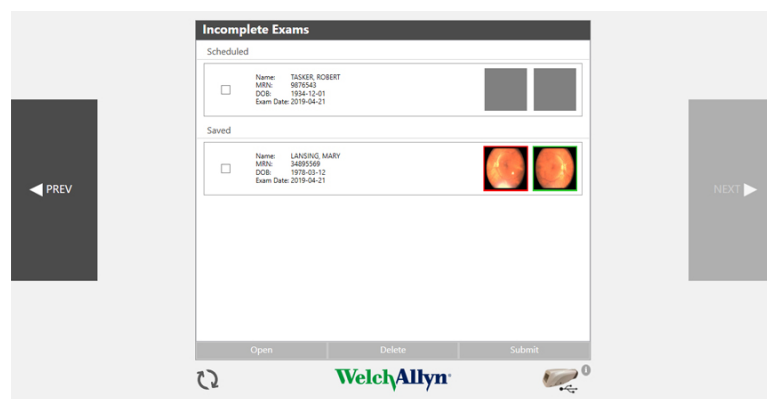 Incomplete Exams
Scheduled
Name: TASKER, ROBERT
MRN: 9876543
DOB: 1934-12-01
Exam Date: 2019-04-21
Saved
Name: LANSING, MARY
MRN: 34895569
DOB: 1978-03-12
Exam Date: 2019-04-21
PREV
NEXT
Open Delete Submit
WelchAllyn